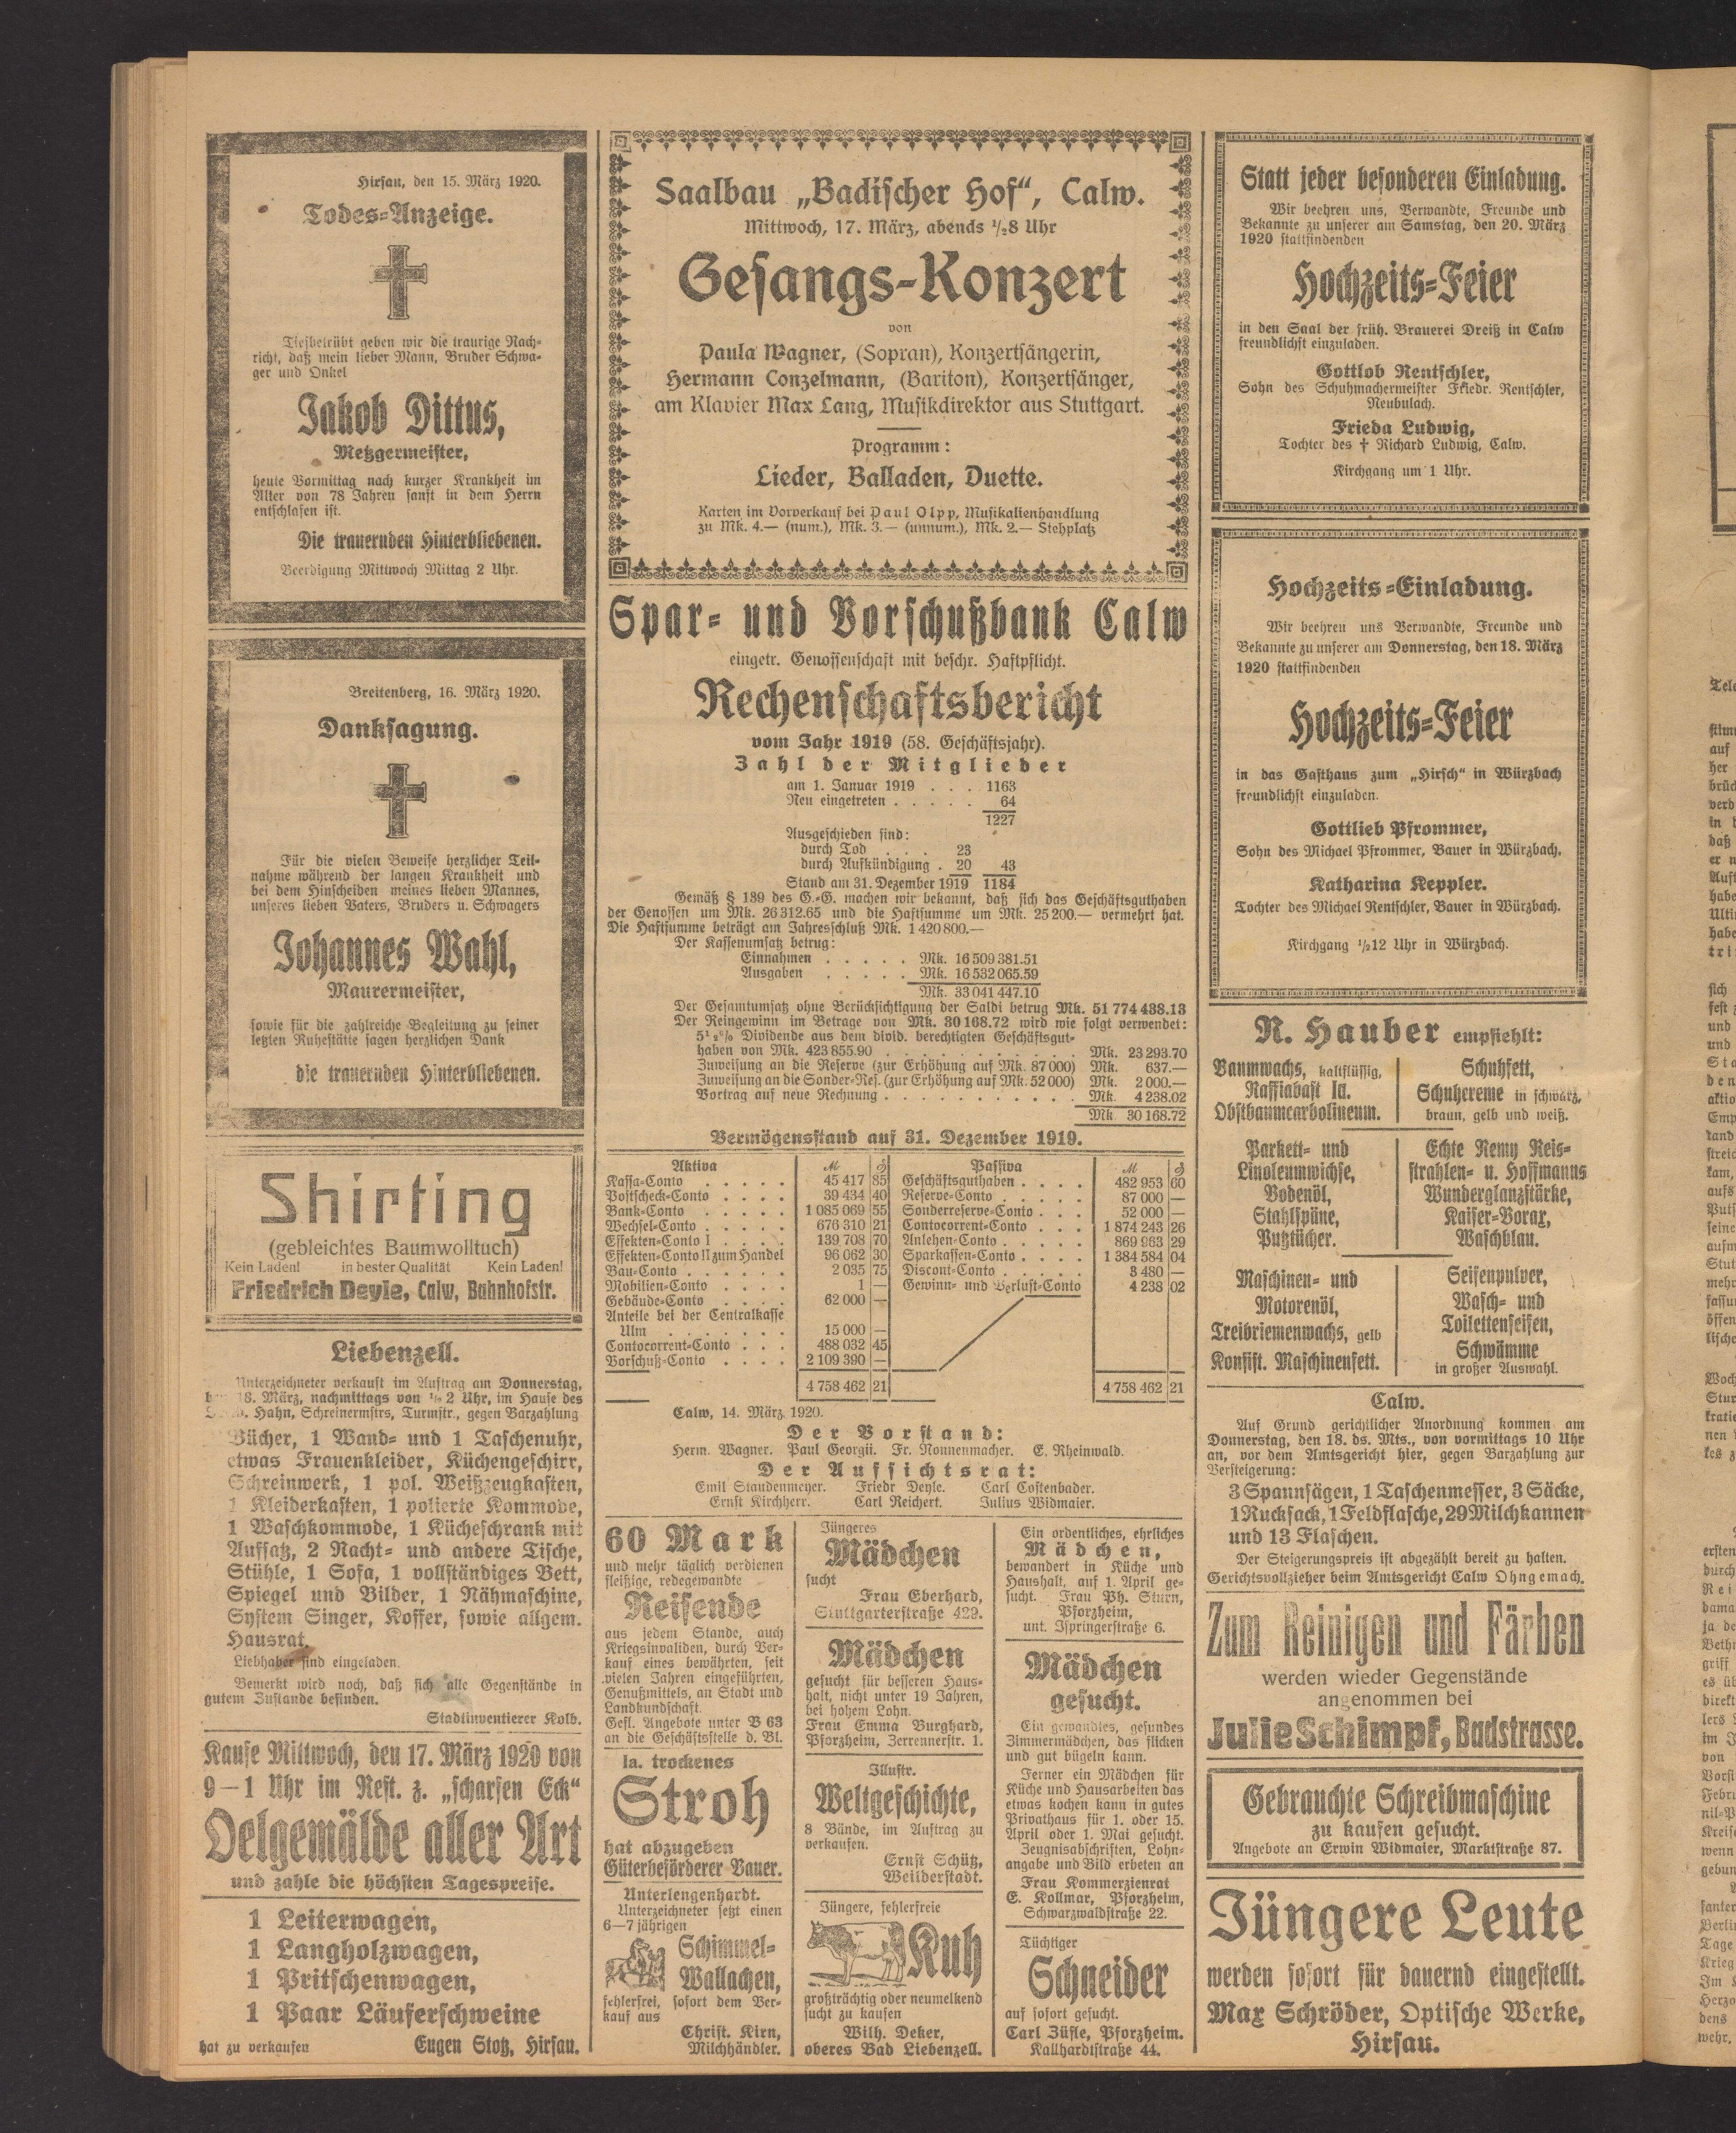 Hirsau, den 15. März 1920.
Todes-Anzeige.
Tiefbetrübt geben wir die traurige Nach-
richt, daß mein lieber Mann, Bruder Schwa-
ger und Onkel
Jakob Dittus,
Metzgermeister,
heute Vormittag nach kurzer Krankheit im
Alter von 78 Jahren sanft in dem Herrn
entschlafen ist.
Die trauernden Hinterbliebenen.
Beerdigung Mittwoch Mittag 2 Uhr.
Breitenberg, 16. März 1920.
Danksagung.
Für die vielen Beweise herzlicher Teil-
nahme während der langen Krankheit und
bei dem Hinscheiden meines lieben Mannes,
unseres lieben Vaters, Bruders u. Schwagers
Johannes Wahl,
Maurermeister,
sowie für die zahlreiche Begleitung zu seiner
letzten Ruhestätte sagen herzlichen Dank
die trauernden Hinterbliebenen.
Shirting
(gebleichtes Baumwolltuch)
Kein Laden! in bester Qualität Kein Laden!
Friedrich Deyle, Calw, Bahnhofstr.
Liebenzell.
Unterzeichneter verkauft im Auftrag am Donnerstag,
18. März, nachmittags von ½2 Uhr, im Hause des
Hahn, Schreinermstrs, Turmstr., gegen Barzahlung
Bücher, 1 Wand- und 1 Taschenuhr,
etwas Frauenkleider, Küchengeschirr,
Schreinwerk, 1 pol. Weißzeugkasten,
1 Kleiderkasten, 1 polierte Kommode,
1 Waschkommode, 1 Kücheschrank mit
Aufsatz, 2 Nacht- und andere Tische,
Stühle, 1 Sofa, 1 vollständiges Bett,
Spiegel und Bilder, 1 Nähmaschine,
System Singer, Koffer, sowie allgem.
Hausrat.
Liebhaber sind eingeladen.
Bemerkt wird noch, daß sich alle Gegenstände in
gutem Zustande befinden.
Stadtinventierer Kolb.
Kaufe Mittwoch, den 17. März 1920 von
9—1 Uhr im Rest. z. „scharfen Eck“
Oelgemälde aller Art
und zahle die höchsten Tagespreise.
1 Leiterwagen,
1 Langholzwagen,
1 Pritschenwagen,
1 Paar Läuferschweine
hat zu verkaufen Eugen Stotz, Hirsau.
Saalbau „Badischer Hof“, Calw.
Mittwoch, 17. März, abends ½8 Uhr
Gesangs-Konzert
von
Paula Wagner, (Sopran), Konzertsängerin,
Hermann Conzelmann, (Bariton), Konzertsänger,
am Klavier Max Lang, Musikdirektor aus Stuttgart.
Programm:
Lieder, Balladen, Duette.
Karten im Vorverkauf bei Paul Olpp, Musikalienhandlung
zu Mk. 4.— (num.), Mk. 3.— (unnum.), Mk. 2.— Stehplatz
Spar- und Vorschußbank Calw
eingetr. Genossenschaft mit beschr. Haftpflicht.
Rechenschaftsbericht
vom Jahr 1919 (58. Geschäftsjahr).
Zahl der Mitglieder
am 1. Januar 1919 . . . 1163
Neu eingetreten . . . . . 64
1227
Ausgeschieden sind:
durch Tod . . . 23
durch Aufkündigung . 20 43
Stand am 31. Dezember 1919 1184
Gemäß § 139 des G.-G. machen wir bekannt, daß sich das Geschäftsguthaben
der Genossen um Mk. 26 312.65 und die Haftsumme um Mk. 25 200.— vermehrt hat.
Die Haftsumme beträgt am Jahresschluß Mk. 1 420 800.—
Der Kassenumsatz betrug:
Einnahmen . . . . . Mk. 16 509 381.51
Ausgaben . . . . . Mk. 16 532 065.59
Mk. 33 041 447.10
Der Gesamtumsatz ohne Berücksichtigung der Saldi betrug Mk. 51 774 438.13
Der Reingewinn im Betrage von Mk. 30 168.72 wird wie folgt verwendet:
5½% Dividende aus dem divid. berechtigten Geschäftsgut-
haben von Mk. 423 855.90 . . . . . . . . . . . Mk. 23 293.70
Zuweisung an die Reserve (zur Erhöhung auf Mk. 87 000) Mk. 637.—
Zuweisung an die Sonder-Res. (zur Erhöhung auf Mk. 52 000) Mk. 2 000.—
Vortrag auf neue Rechnung . . . . . . . . . . . Mk. 4 238.02
Mk. 30 168.72
Vermögensstand auf 31. Dezember 1919.
Aktiva ℳ ₰ Passiva ℳ ₰
Kassa-Conto . . . . . 45 417 85 Geschäftsguthaben . . . . 482 953 60
Postscheck-Conto . . . . 39 434 40 Reserve-Conto . . . . . 87 000 —
Bank-Conto . . . . . 1 085 069 55 Sonderreserve-Conto . . . 52 000 —
Wechsel-Conto . . . . . 676 310 21 Contocorrent-Conto . . . 1 874 243 26
Effekten-Conto I . . . . 139 708 70 Anlehen-Conto . . . . . 869 963 29
Effekten-Conto II zum Handel 96 062 30 Sparkassen-Conto . . . . 1 384 584 04
Bau-Conto . . . . . . 2 035 75 Discont-Conto . . . . . 3 480 —
Mobilien-Conto . . . . 1 — Gewinn- und Verlust-Conto 4 238 02
Gebäude-Conto . . . . 62 000 —
Anteile bei der Centralkasse
Ulm . . . . . . . 15 000 —
Contocorrent-Conto . . . 488 032 45
Vorschuß-Conto . . . . 2 109 390 —
4 758 462 21 4 758 462 21
Calw, 14. März 1920.
Der Vorstand:
Herm. Wagner. Paul Georgii. Fr. Nonnenmacher. E. Rheinwald.
Der Aufsichtsrat:
Emil Staudenmeyer. Friedr Deyle. Carl Costenbader.
Ernst Kirchherr. Carl Reichert. Julius Widmaier.
60 Mark
und mehr täglich verdienen
fleißige, redegewandte
Reisende
aus jedem Stande, auch
Kriegsinvaliden, durch Ver-
kauf eines bewährten, seit
vielen Jahren eingeführten,
Genußmittels, an Stadt und
Landkundschaft.
Gefl. Angebote unter B 63
an die Geschäftsstelle d. Bl.
Ia. trockenes
Stroh
hat abzugeben
Güterbeförderer Bauer.
Unterlengenhardt.
Unterzeichneter setzt einen
6—7 jährigen
Schimmel-
Wallachen,
fehlerfrei, sofort dem Ver-
kauf aus
Christ. Kirn,
Milchhändler.
Jüngeres
Mädchen
sucht
Frau Eberhard,
Stuttgarterstraße 429.
Mädchen
gesucht für besseren Haus-
halt, nicht unter 19 Jahren,
bei hohem Lohn.
Frau Emma Burghard,
Pforzheim, Zerrennerstr. 1.
Illustr.
Weltgeschichte,
8 Bände, im Auftrag zu
verkaufen.
Ernst Schütz,
Weilderstadt.
Jüngere, fehlerfreie
Kuh
großträchtig oder neumelkend
sucht zu kaufen
Wilh. Deker,
oberes Bad Liebenzell.
Ein ordentliches, ehrliches
Mädchen,
bewandert in Küche und
Haushalt, auf 1. April ge-
sucht. Frau Ph. Sturn,
Pforzheim,
unt. Ispringerstraße 6.
Mädchen
gesucht.
Ein gewandtes, gesundes
Zimmermädchen, das flicken
und gut bügeln kann.
Ferner ein Mädchen für
Küche und Hausarbeiten das
etwas kochen kann in gutes
Privathaus für 1. oder 15.
April oder 1. Mai gesucht.
Zeugnisabschriften, Lohn-
angabe und Bild erbeten an
Frau Kommerzienrat
E. Kollmar, Pforzheim,
Schwarzwaldstraße 22.
Tüchtiger
Schneider
auf sofort gesucht.
Carl Züfle, Pforzheim.
Kallhardtstraße 44.
Statt jeder besonderen Einladung.
Wir beehren uns, Verwandte, Freunde und
Bekannte zu unserer am Samstag, den 20. März
1920 stattfindenden
Hochzeits-Feier
in den Saal der früh. Brauerei Dreiß in Calw
freundlichst einzuladen.
Gottlob Rentschler,
Sohn des Schuhmachermeister Friedr. Rentschler,
Neubulach.
Frieda Ludwig,
Tochter des † Richard Ludwig, Calw.
Kirchgang um 1 Uhr.
Hochzeits-Einladung.
Wir beehren uns Verwandte, Freunde und
Bekannte zu unserer am Donnerstag, den 18. März
1920 stattfindenden
Hochzeits-Feier
in das Gasthaus zum „Hirsch“ in Würzbach
freundlichst einzuladen.
Gottlieb Pfrommer,
Sohn des Michael Pfrommer, Bauer in Würzbach.
Katharina Keppler.
Tochter des Michael Rentschler, Bauer in Würzbach.
Kirchgang ½12 Uhr in Würzbach.
N. Hauber empfiehlt:
Baumwachs, kaltflüssig,
Raffiabast Ia.
Obstbaumcarbolineum.
Schuhfett,
Schuhcreme in schwarz,
braun, gelb und weiß.
Parkett- und
Linoleumwichse,
Bodenöl,
Stahlspäne,
Putztücher.
Echte Remy Reis-
strahlen- u. Hoffmanns
Wunderglanzstärke,
Kaiser-Borax,
Waschblau.
Maschinen- und
Motorenöl,
Treibriemenwachs, gelb
Konsist. Maschinenfett.
Seifenpulver,
Wasch- und
Toilettenseifen,
Schwämme
in großer Auswahl.
Calw.
Auf Grund gerichtlicher Anordnung kommen am
Donnerstag, den 18. ds. Mts., von vormittags 10 Uhr
an, vor dem Amtsgericht hier, gegen Barzahlung zur
Versteigerung:
3 Spannsägen, 1 Taschenmesser, 3 Säcke,
1 Rucksack, 1 Feldflasche, 29 Milchkannen
und 13 Flaschen.
Der Steigerungspreis ist abgezählt bereit zu halten.
Gerichtsvollzieher beim Amtsgericht Calw Ohngemach.
Zum Reinigen und Färben
werden wieder Gegenstände
angenommen bei
Julie Schimpf, Badstrasse.
Gebrauchte Schreibmaschine
zu kaufen gesucht.
Angebote an Erwin Widmaier, Marktstraße 87.
Jüngere Leute
werden sofort für dauernd eingestellt.
Max Schröder, Optische Werke,
Hirsau.